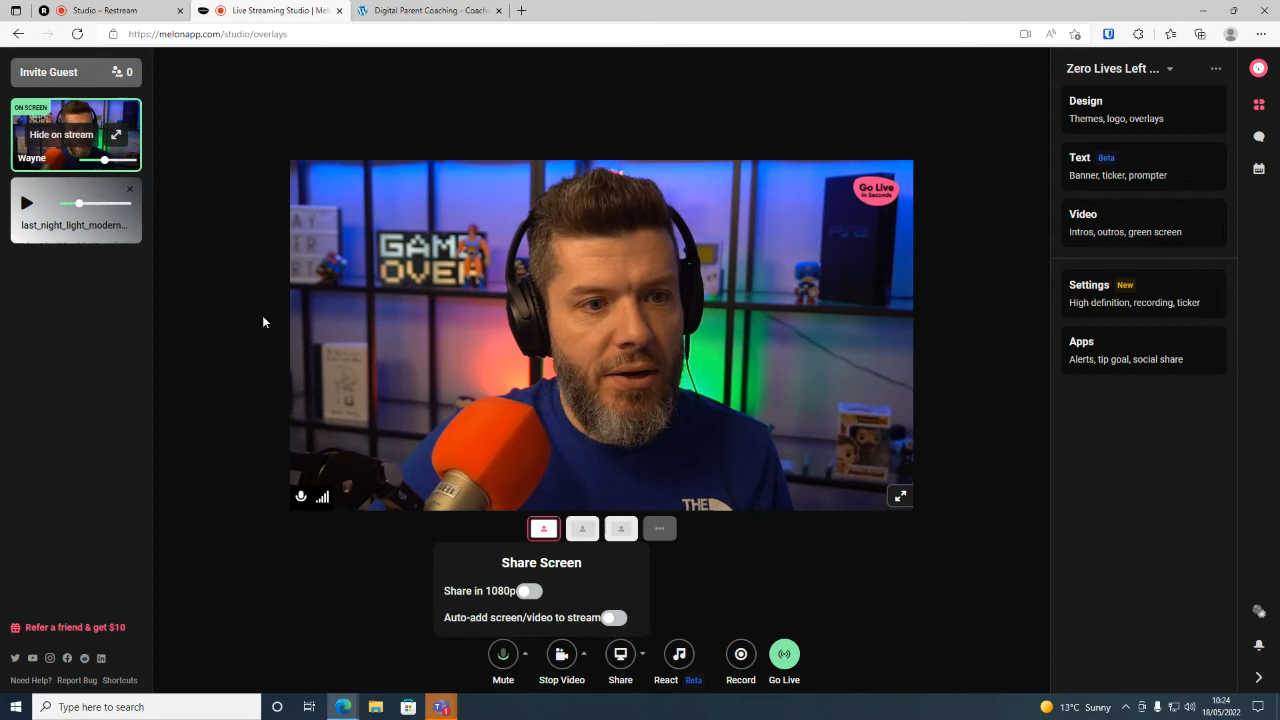 Studio – Restream
Live Streaming Studio | Mel
Digital Parent Coaching - Coach
https://melonapp.com/studio/overlays
Invite Guest
0
ON SCREEN
Hide on stream
Wayne
last_night_light_modern...
Refer a friend & get $10
Need Help? Report Bug Shortcuts
Go Live
in Seconds
GAME
OVER
THE
Share Screen
Share in 1080p
Auto-add screen/video to stream
Mute
Stop Video
Share
React Beta
Record
Go Live
Zero Lives Left ...
Design
Themes, logo, overlays
Text Beta
Banner, ticker, prompter
Video
Intros, outros, green screen
Settings New
High definition, recording, ticker
Apps
Alerts, tip goal, social share
Type here to search
13°C Sunny
10:24
18/05/2022